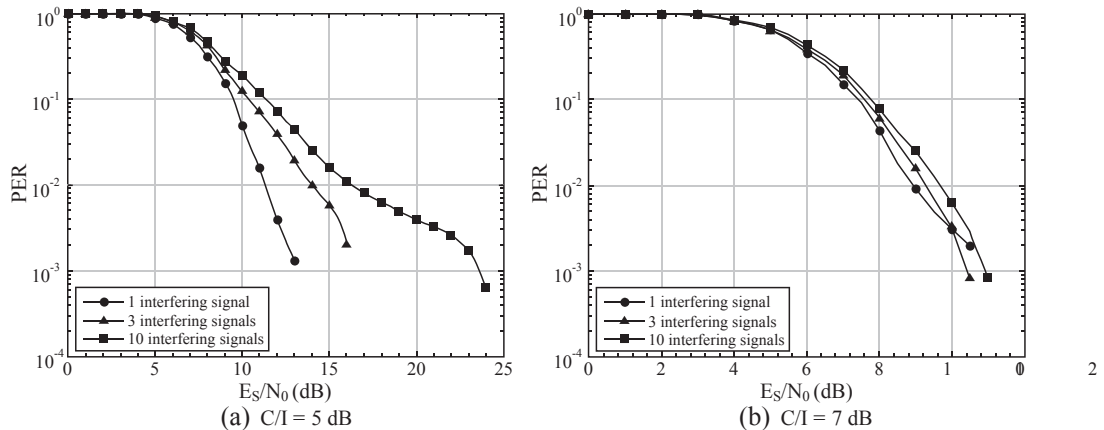 10^0
10^-1
10^-2
10^-3
10^-4
PER
0 5 10 15 20 25
E_S/N_0 (dB)
1 interfering signal
3 interfering signals
10 interfering signals
(a) C/I = 5 dB
10^0
10^-1
10^-2
10^-3
10^-4
PER
0 2 4 6 8 1
2
E_S/N_0 (dB)
1 interfering signal
3 interfering signals
10 interfering signals
(b) C/I = 7 dB